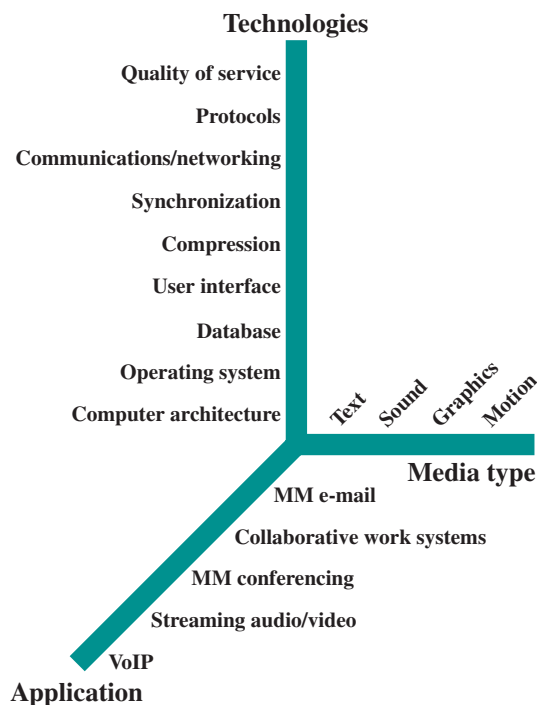 Technologies
Quality of service
Protocols
Communications/networking
Synchronization
Compression
User interface
Database
Operating system
Computer architecture
Text
Sound
Graphics
Motion
Media type
MM e-mail
Collaborative work systems
MM conferencing
Streaming audio/video
VoIP
Application